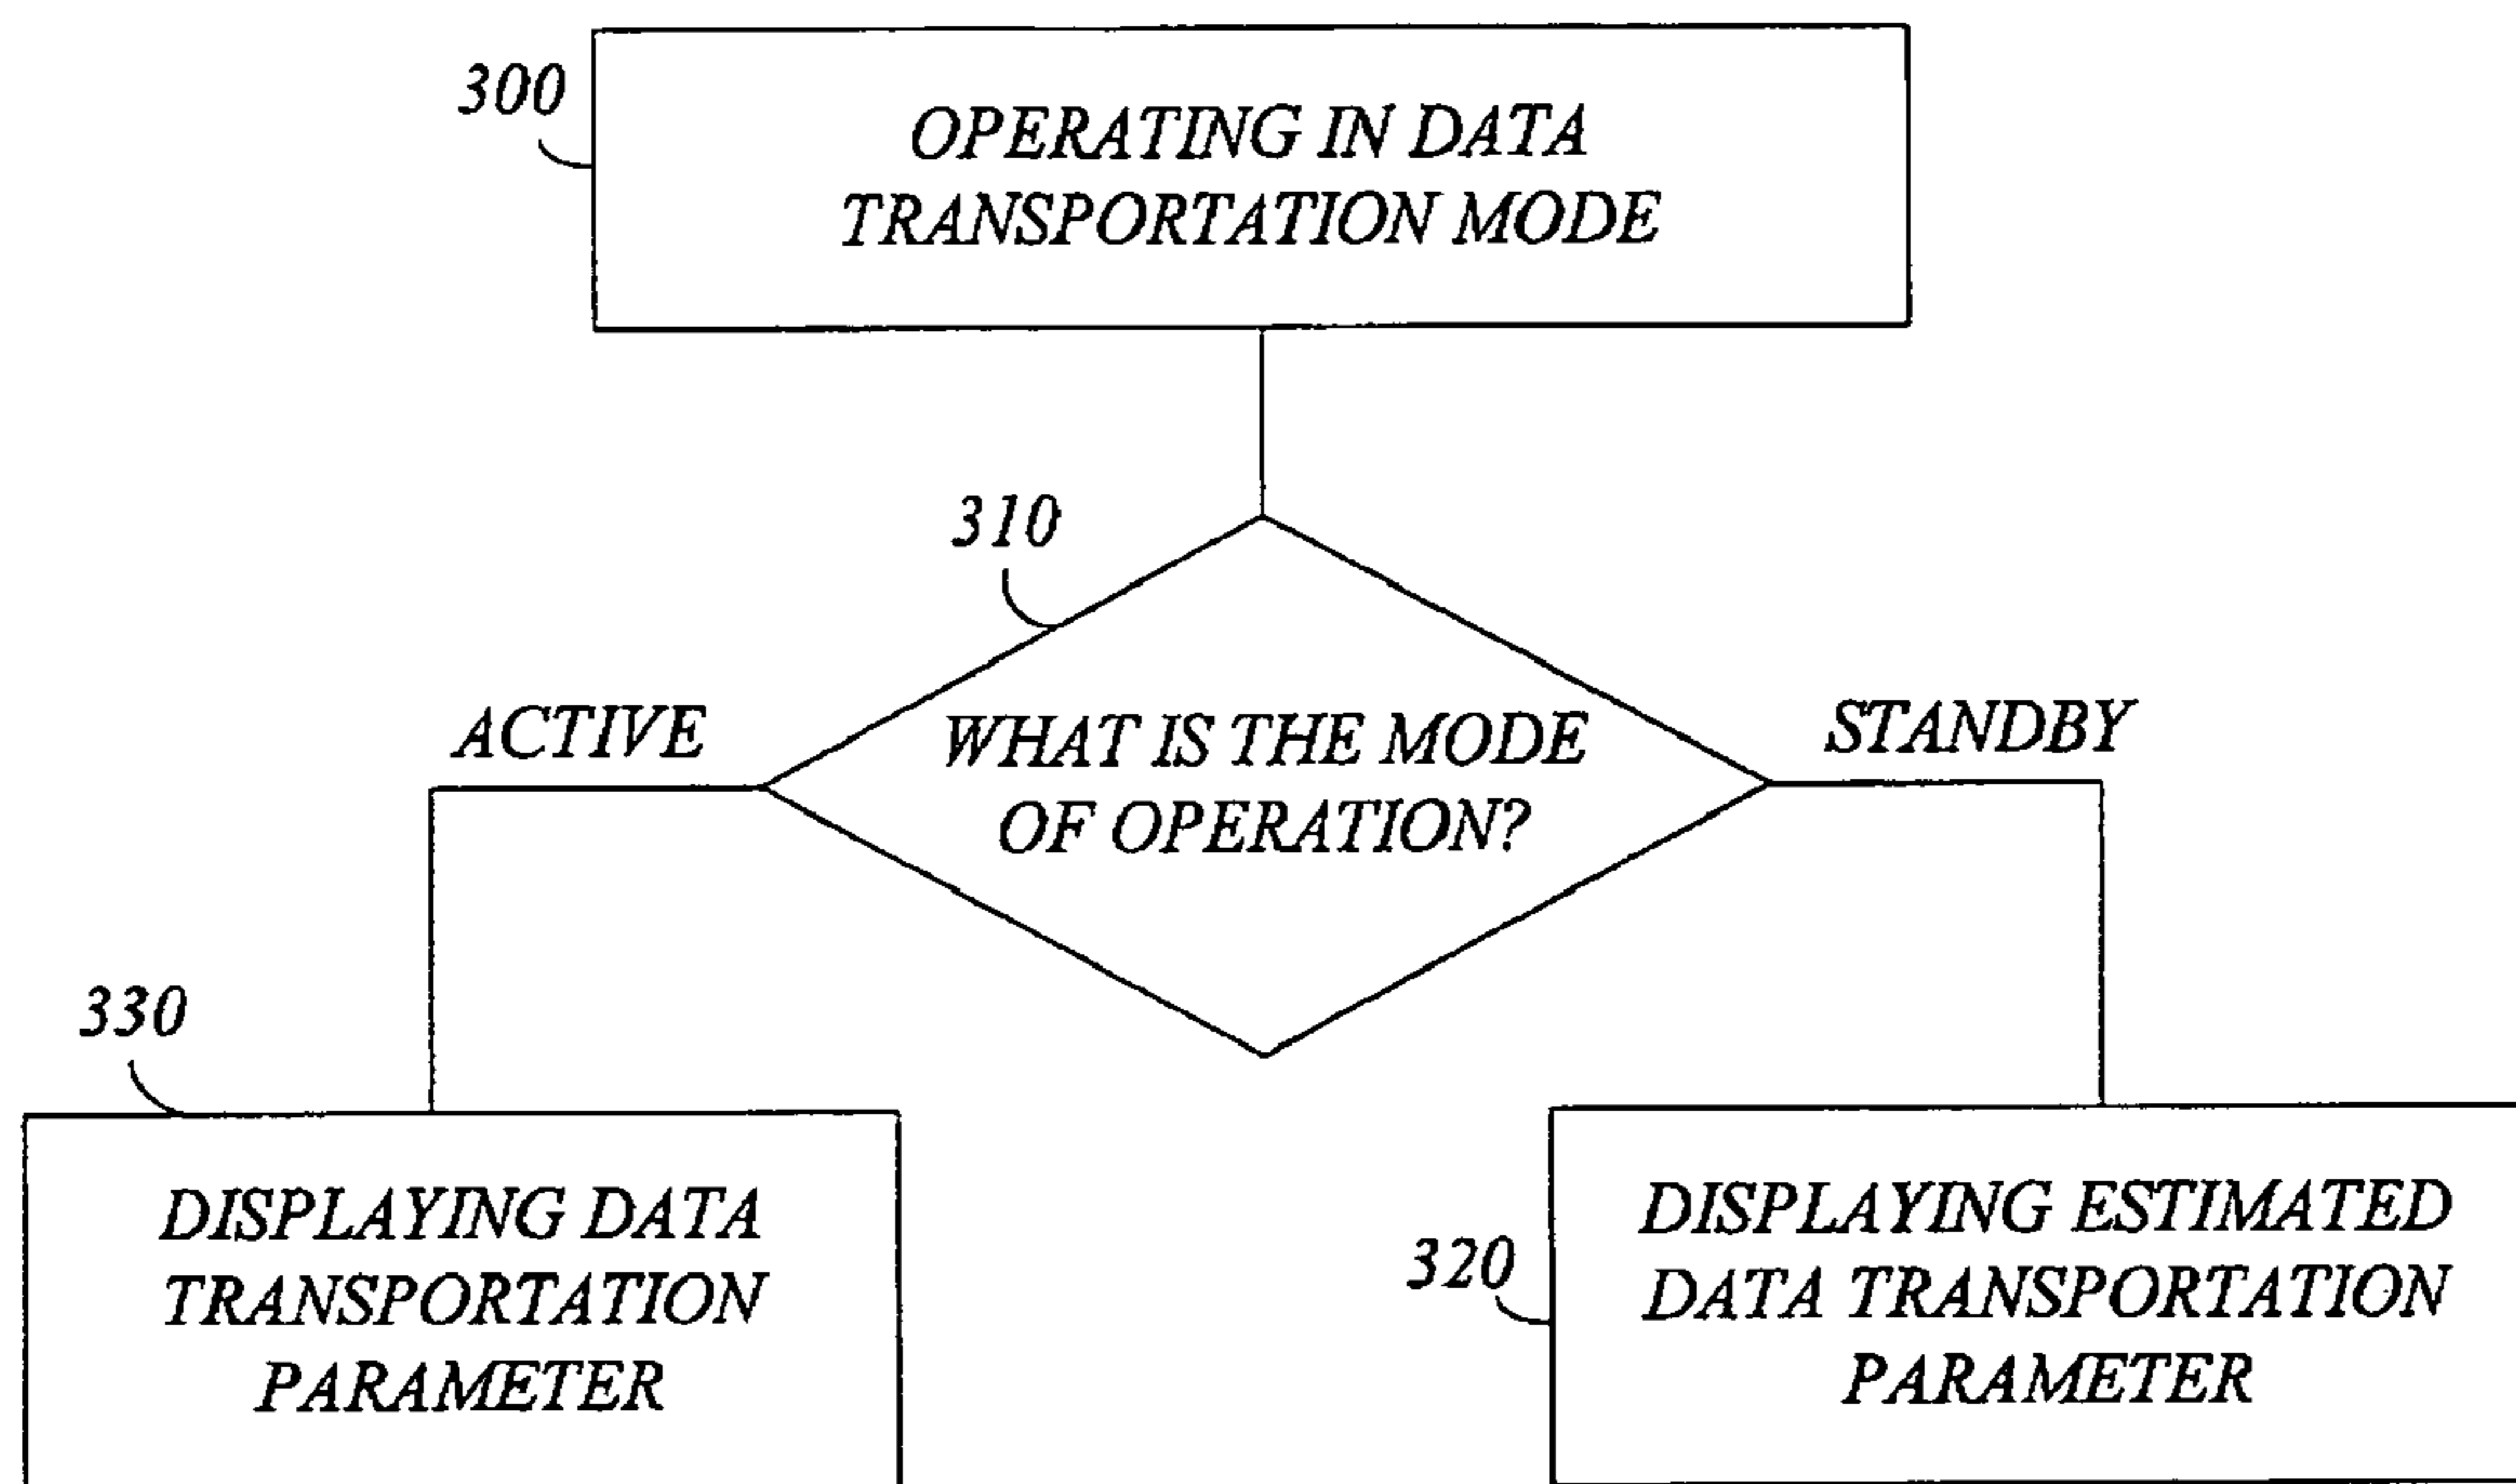 300
OPERATING IN DATA
TRANSPORTATION MODE
310
ACTIVE
WHAT IS THE MODE
OF OPERATION?
STANDBY
330
DISPLAYING DATA
TRANSPORTATION
PARAMETER
320
DISPLAYING ESTIMATED
DATA TRANSPORTATION
PARAMETER